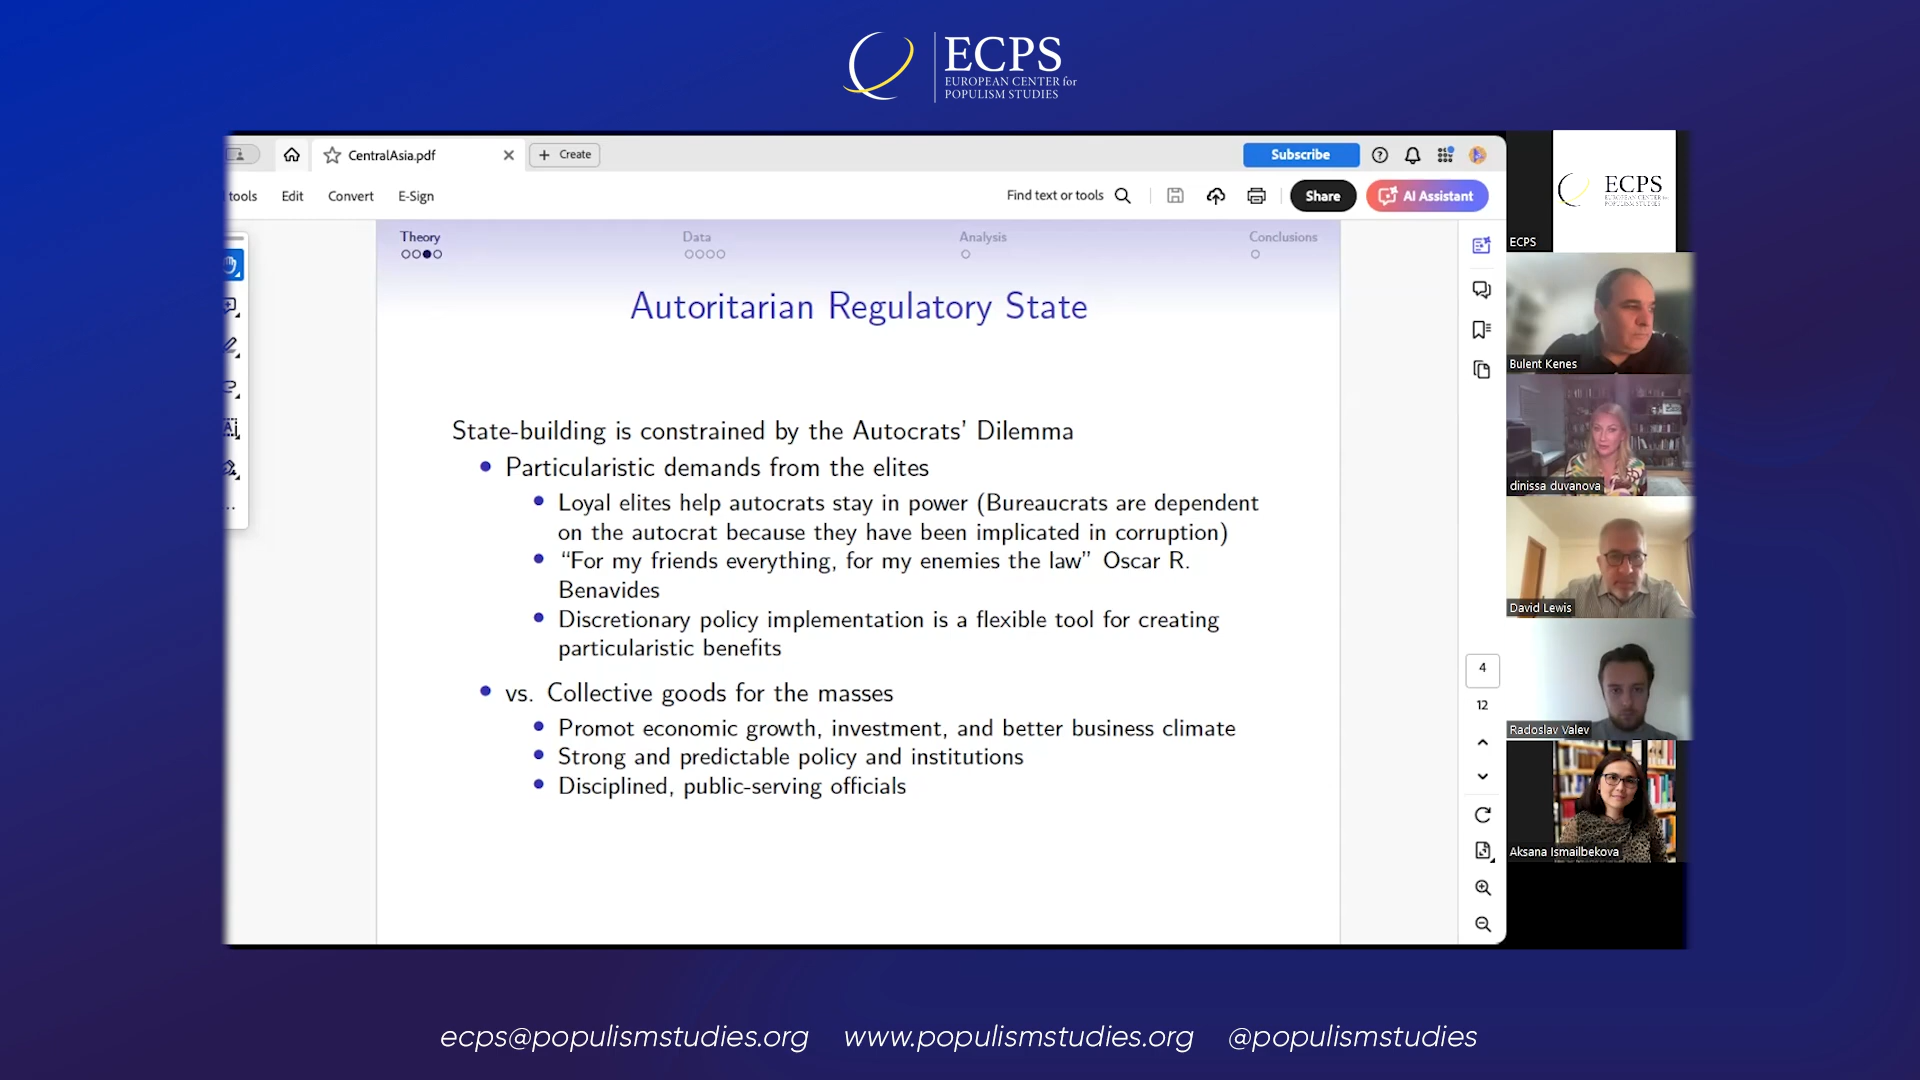 ECPS
EUROPEAN CENTER for
POPULISM STUDIES
CentralAsia.pdf
Create
Subscribe
tools
Edit
Convert
E-Sign
Find text or tools
Share
AI Assistant
Theory
Data
Analysis
Conclusions
Autoritarian Regulatory State
State-building is constrained by the Autocrats' Dilemma
Particularistic demands from the elites
Loyal elites help autocrats stay in power (Bureaucrats are dependent
on the autocrat because they have been implicated in corruption)
“For my friends everything, for my enemies the law” Oscar R.
Benavides
Discretionary policy implementation is a flexible tool for creating
particularistic benefits
vs. Collective goods for the masses
Promot economic growth, investment, and better business climate
Strong and predictable policy and institutions
Disciplined, public-serving officials
4
12
ECPS
EUROPEAN CENTER for
POPULISM STUDIES
ECPS
Bulent Kenes
dinissa duvanova
David Lewis
Radoslav Valev
Aksana Ismailbekova
ecps@populismstudies.org
www.populismstudies.org
@populismstudies